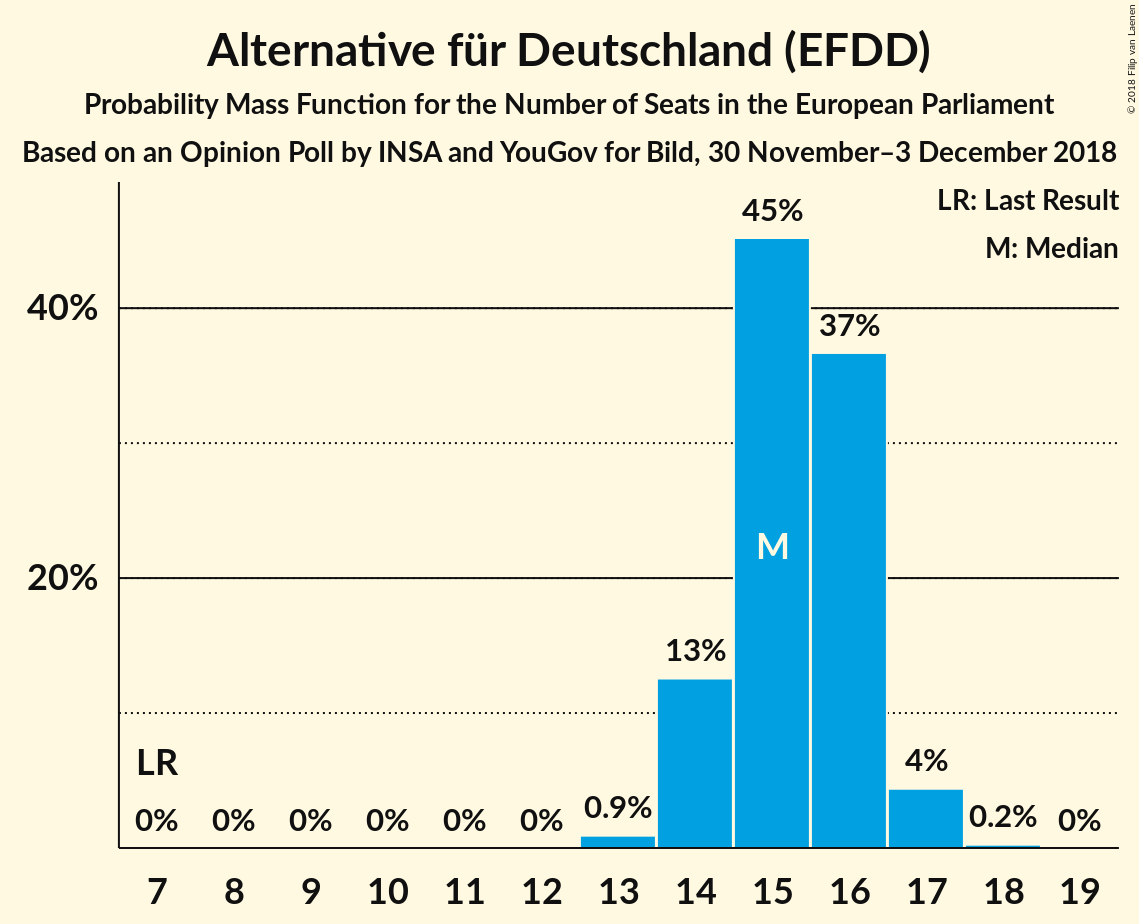 Alternative für Deutschland (EFDD)
Probability Mass Function for the Number of Seats in the European Parliament
Based on an Opinion Poll by INSA and YouGov for Bild, 30 November–3 December 2018
© 2018 Filip van Laenen
LR: Last Result
M: Median
45%
40%
37%
M
20%
13%
LR
4%
0% 0% 0% 0% 0% 0% 0.9% 0.2% 0%
7 8 9 10 11 12 13 14 15 16 17 18 19